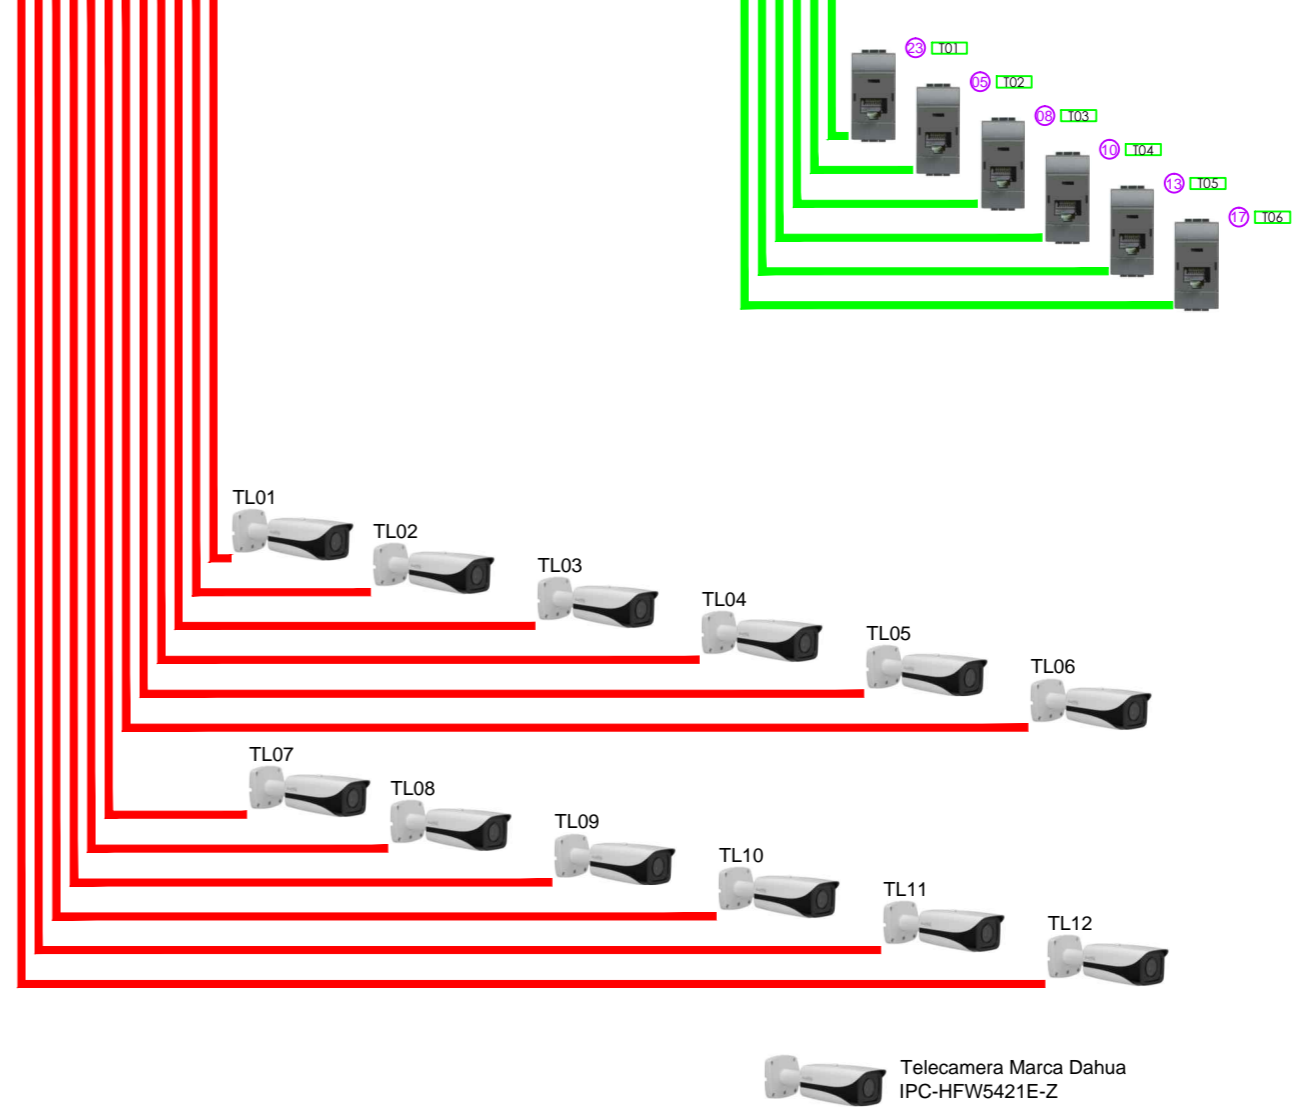 23 T01
05 T02
08 T03
10 T04
13 T05
17 T06
TL01
TL02
TL03
TL04
TL05
TL06
TL07
TL08
TL09
TL10
TL11
TL12
Telecamera Marca Dahua
IPC-HFW5421E-Z